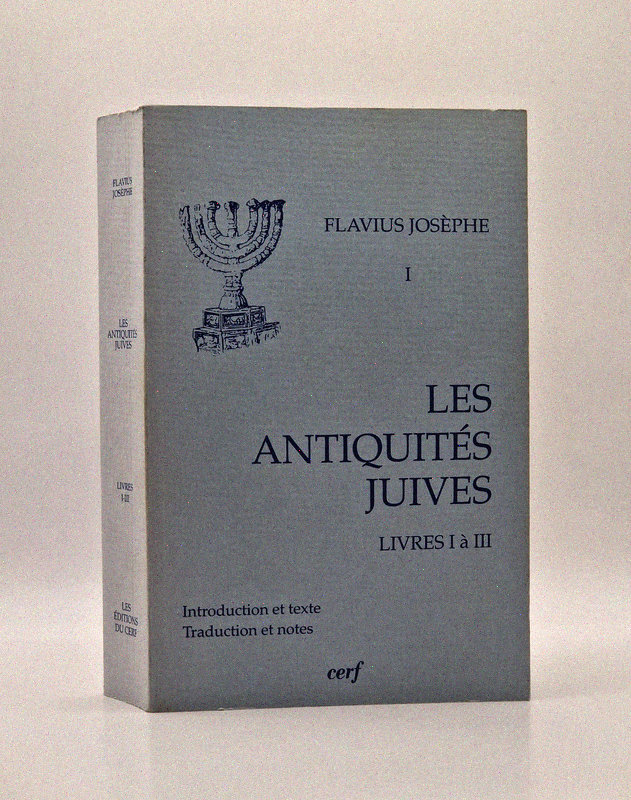 FLAVIUS
JOSÈPHE
LES
ANTIQUITÉS
JUIVES
LIVRES
I-III
LES
ÉDITIONS
DU CERF
FLAVIUS JOSÈPHE
I
LES
ANTIQUITÉS
JUIVES
LIVRES I à III
Introduction et texte
Traduction et notes
cerf